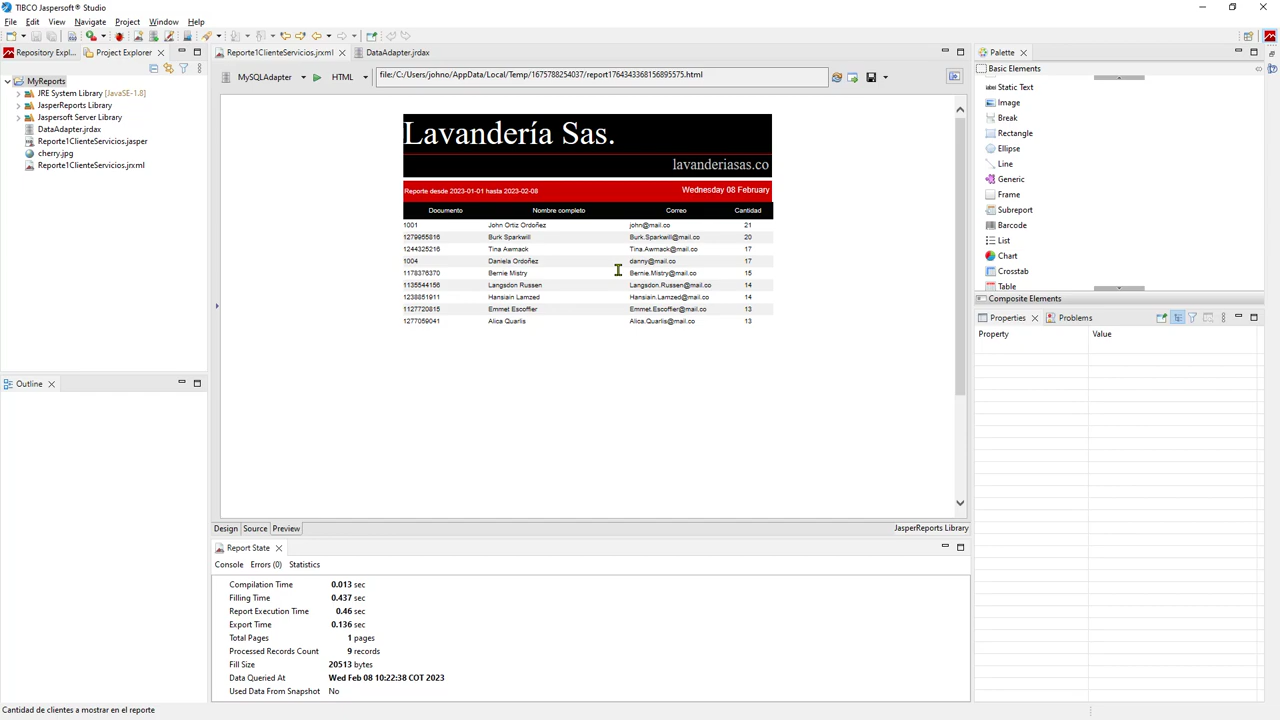 TIBCO Jaspersoft® Studio
File Edit View Navigate Project Window Help
Repository Expl... Project Explorer
MyReports
JRE System Library [JavaSE-1.8]
JasperReports Library
Jaspersoft Server Library
DataAdapter.jrdax
Reporte1ClienteServicios.jasper
cherry.jpg
Reporte1ClienteServicios.jrxml
Outline
Reporte1ClienteServicios.jrxml DataAdapter.jrdax
MySQLAdapter HTML file:/C:/Users/johno/AppData/Local/Temp/1675788254037/report1764343368156895575.html
Lavandería Sas.
lavanderiasas.co
Reporte desde 2023-01-01 hasta 2023-02-08 Wednesday 08 February
Documento Nombre completo Correo Cantidad
1001 John Ortiz Ordoñez john@mail.co 21
1279955816 Burk Sparkwill Burk.Sparkwill@mail.co 20
1244325216 Tina Awmack Tina.Awmack@mail.co 17
1004 Daniela Ordoñez danny@mail.co 17
1178376370 Bernie Mistry Bernie.Mistry@mail.co 15
1135544156 Langsdon Russen Langsdon.Russen@mail.co 14
1238851911 Hansiain Lamzed Hansiain.Lamzed@mail.co 14
1127720815 Emmet Escoffier Emmet.Escoffier@mail.co 13
1277059041 Alica Quarlis Alica.Quarlis@mail.co 13
Design Source Preview JasperReports Library
Report State
Console Errors (0) Statistics
Compilation Time 0.013 sec
Filling Time 0.437 sec
Report Execution Time 0.46 sec
Export Time 0.136 sec
Total Pages 1 pages
Processed Records Count 9 records
Fill Size 20513 bytes
Data Queried At Wed Feb 08 10:22:38 COT 2023
Used Data From Snapshot No
Palette
Basic Elements
Static Text
Image
Break
Rectangle
Ellipse
Line
Generic
Frame
Subreport
Barcode
List
Chart
Crosstab
Table
Composite Elements
Properties Problems
Property Value
Cantidad de clientes a mostrar en el reporte